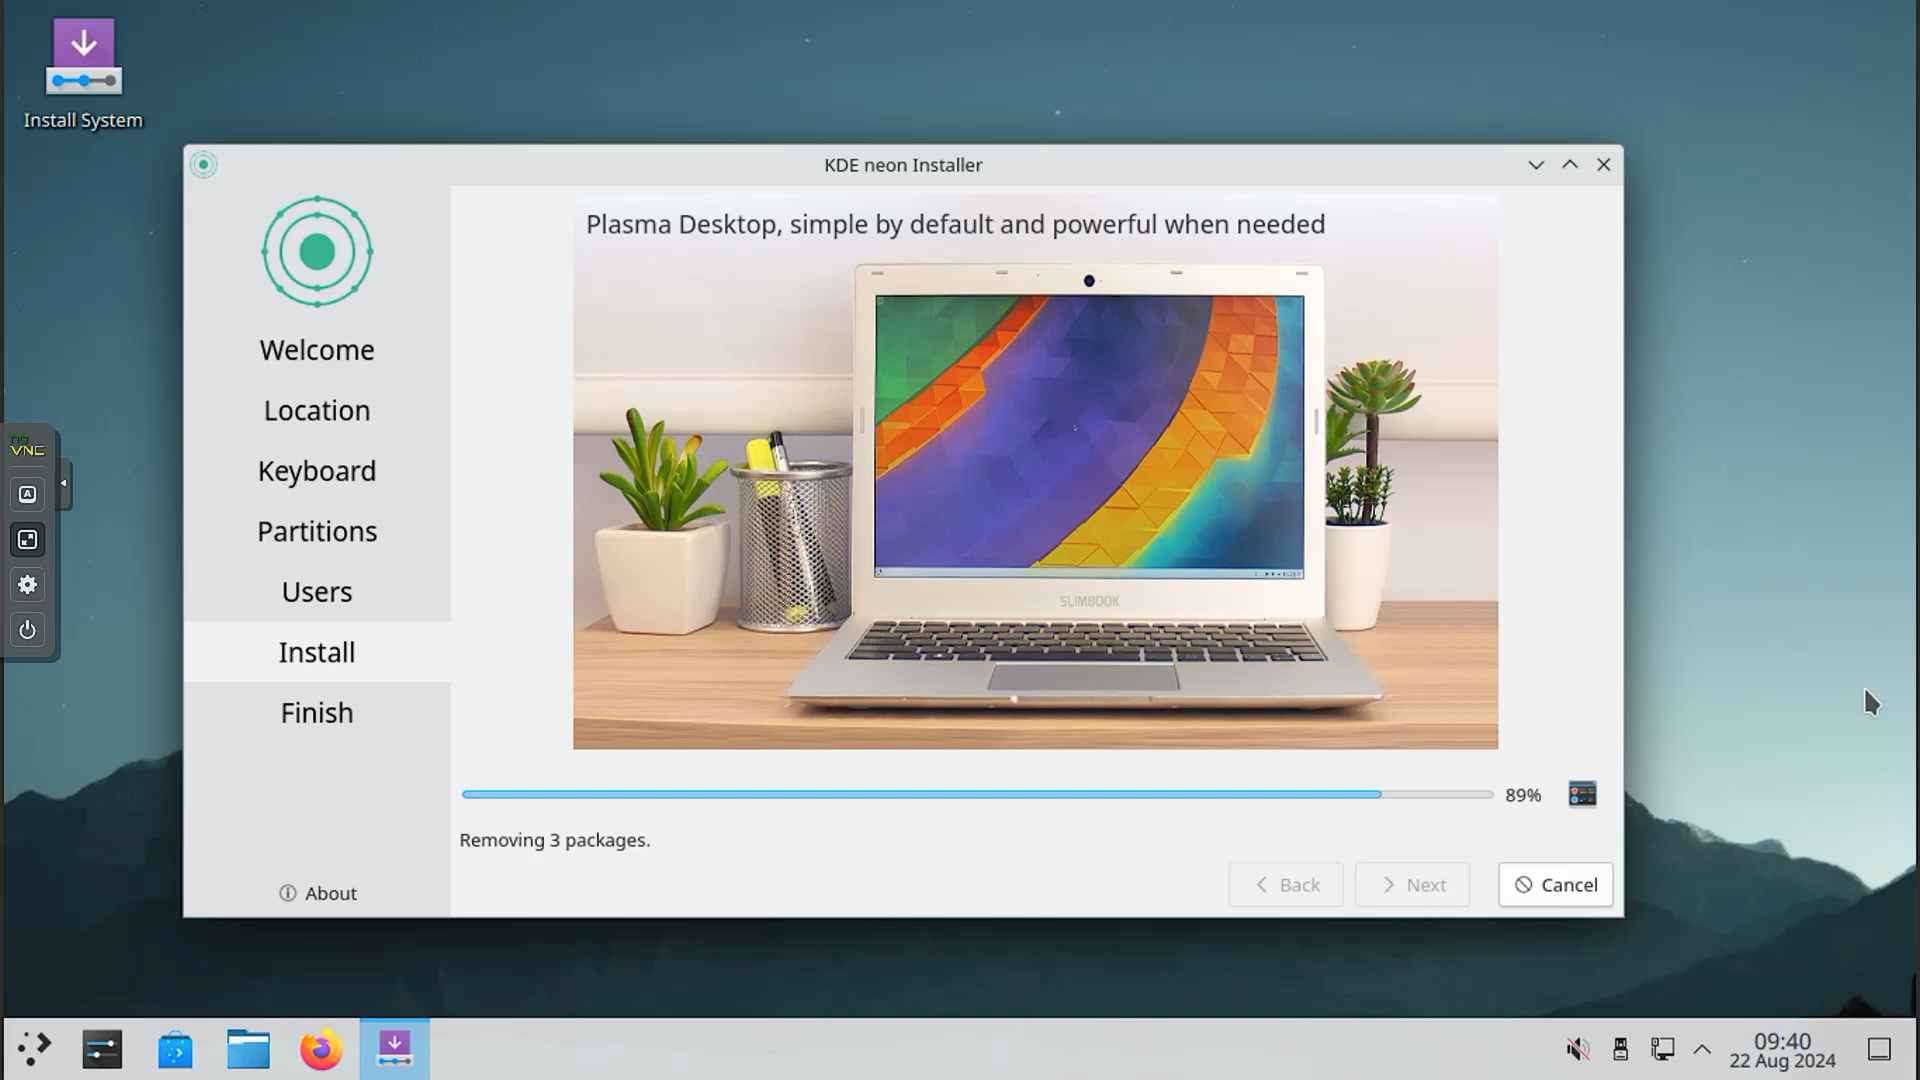 Install System
KDE neon Installer
Plasma Desktop, simple by default and powerful when needed
SLIMBOOK
Welcome
Location
Keyboard
Partitions
Users
Install
Finish
About
no
VNC
A
89%
Removing 3 packages.
Back
Next
Cancel
09:40
22 Aug 2024